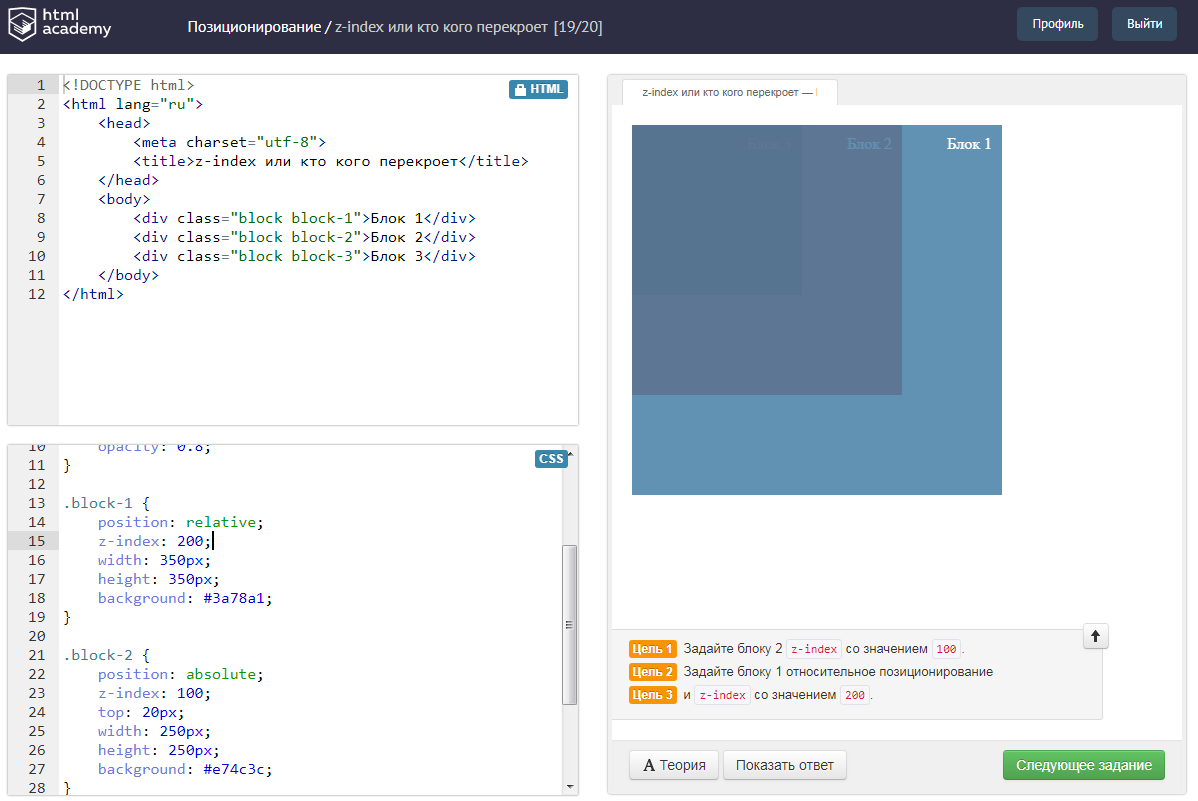 html
academy
Позиционирование / z-index или кто кого перекроет [19/20]
Профиль
Выйти
HTML
1 <!DOCTYPE html>
2 <html lang="ru">
3 <head>
4 <meta charset="utf-8">
5 <title>z-index или кто кого перекроет</title>
6 </head>
7 <body>
8 <div class="block block-1">Блок 1</div>
9 <div class="block block-2">Блок 2</div>
10 <div class="block block-3">Блок 3</div>
11 </body>
12 </html>
CSS
10 opacity: 0.8;
11 }
12
13 .block-1 {
14 position: relative;
15 z-index: 200;
16 width: 350px;
17 height: 350px;
18 background: #3a78a1;
19 }
20
21 .block-2 {
22 position: absolute;
23 z-index: 100;
24 top: 20px;
25 width: 250px;
26 height: 250px;
27 background: #e74c3c;
28 }
z-index или кто кого перекроет —
Блок 3 Блок 2 Блок 1
Цель 1 Задайте блоку 2 z-index со значением 100.
Цель 2 Задайте блоку 1 относительное позиционирование
Цель 3 и z-index со значением 200.
A Теория
Показать ответ
Следующее задание